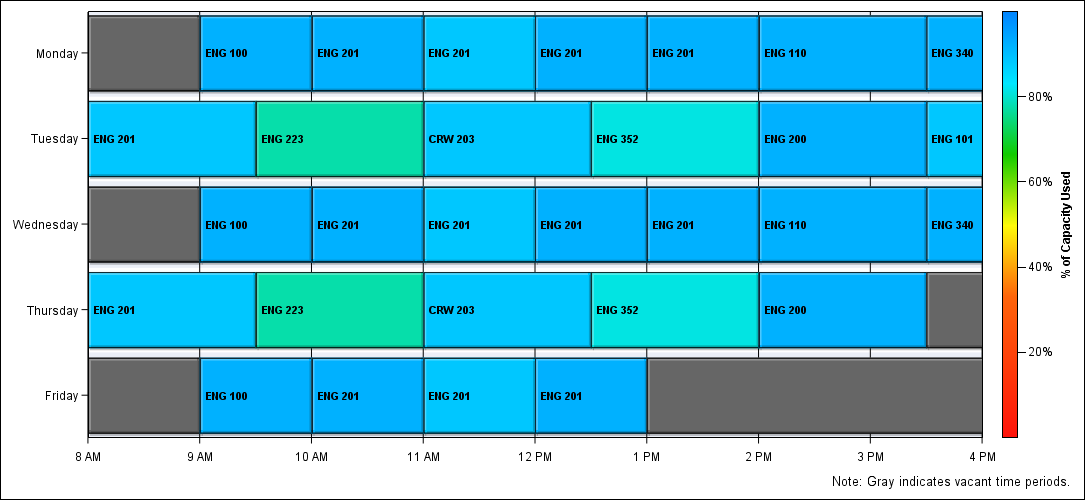 Monday ENG 100 ENG 201 ENG 201 ENG 201 ENG 201 ENG 110 ENG 340
Tuesday ENG 201 ENG 223 CRW 203 ENG 352 ENG 200 ENG 101
Wednesday ENG 100 ENG 201 ENG 201 ENG 201 ENG 201 ENG 110 ENG 340
Thursday ENG 201 ENG 223 CRW 203 ENG 352 ENG 200
Friday ENG 100 ENG 201 ENG 201 ENG 201
8 AM 9 AM 10 AM 11 AM 12 PM 1 PM 2 PM 3 PM 4 PM
80%
60%
40%
20%
% of Capacity Used
Note: Gray indicates vacant time periods.